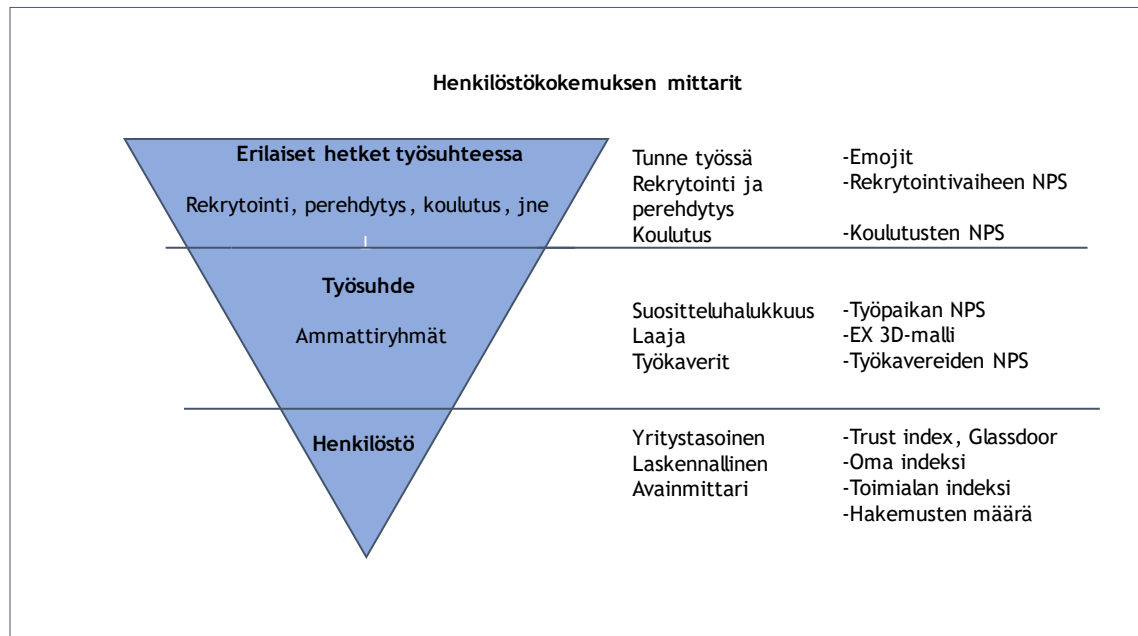 Henkilöstökokemuksen mittarit
Erilaiset hetket työsuhteessa
Rekrytointi, perehdytys, koulutus, jne
Tunne työssä
-Emojit
Rekrytointi ja
-Rekrytointivaiheen NPS
perehdytys
Koulutus
-Koulutusten NPS
Työsuhde
Ammattiryhmät
Suositteluhalukkuus
-Työpaikan NPS
Laaja
-EX 3D-malli
Työkaverit
-Työkavereiden NPS
Henkilöstö
Yritystasoinen
-Trust index, Glassdoor
Laskennallinen
-Oma indeksi
Avainmittari
-Toimialan indeksi
-Hakemusten määrä